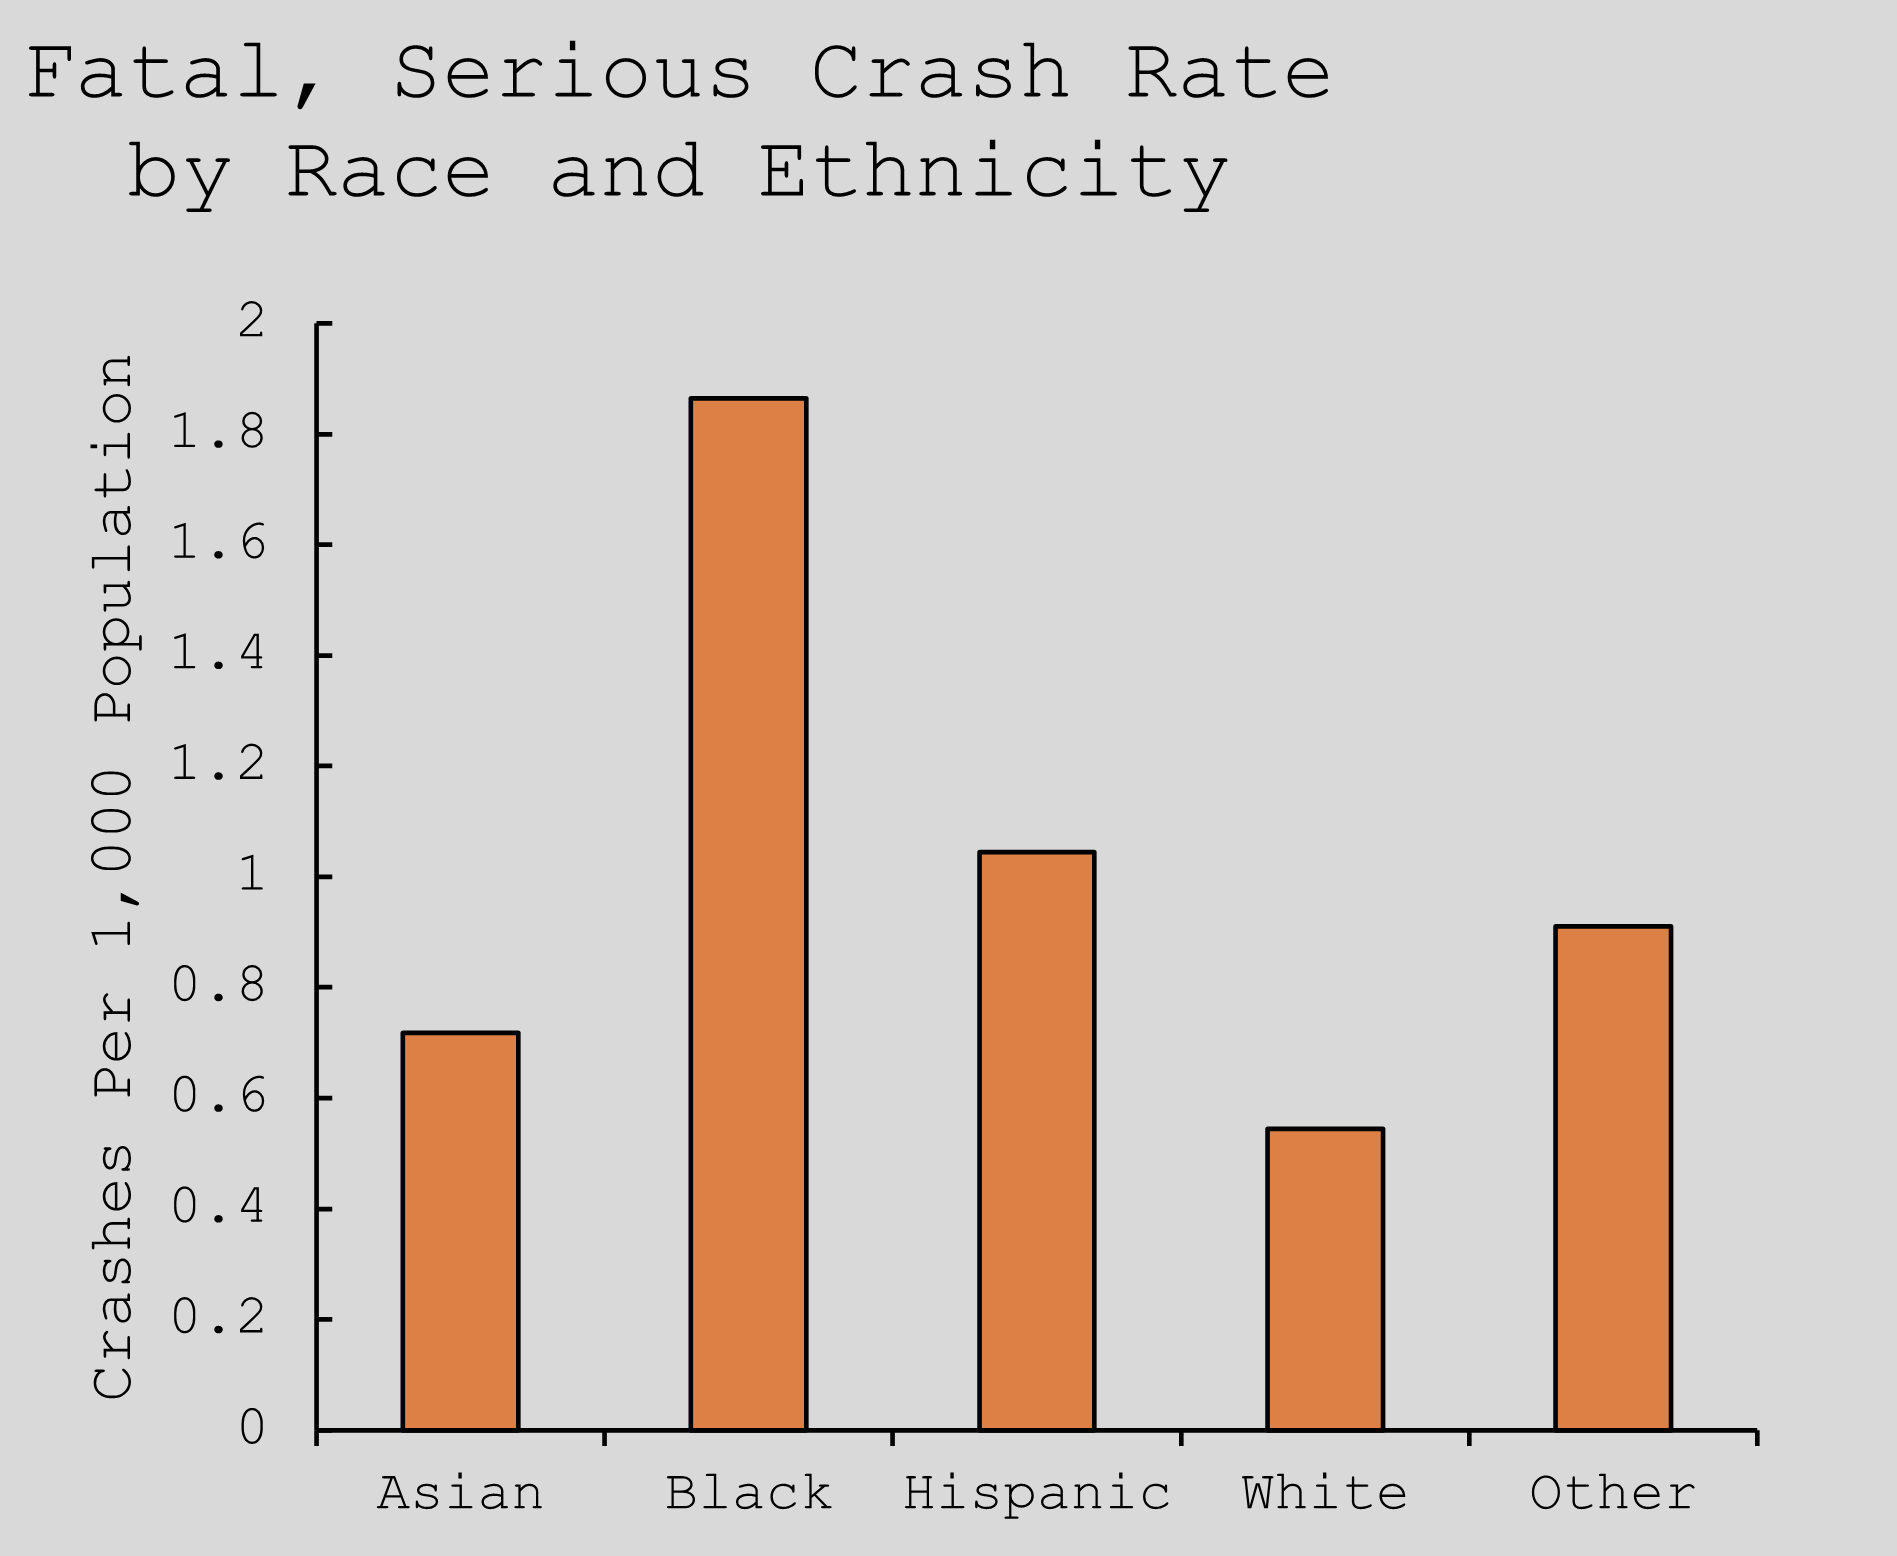 Fatal, Serious Crash Rate
by Race and Ethnicity
Crashes Per 1,000 Population
2
1.8
1.6
1.4
1.2
1
0.8
0.6
0.4
0.2
0
Asian Black Hispanic White Other